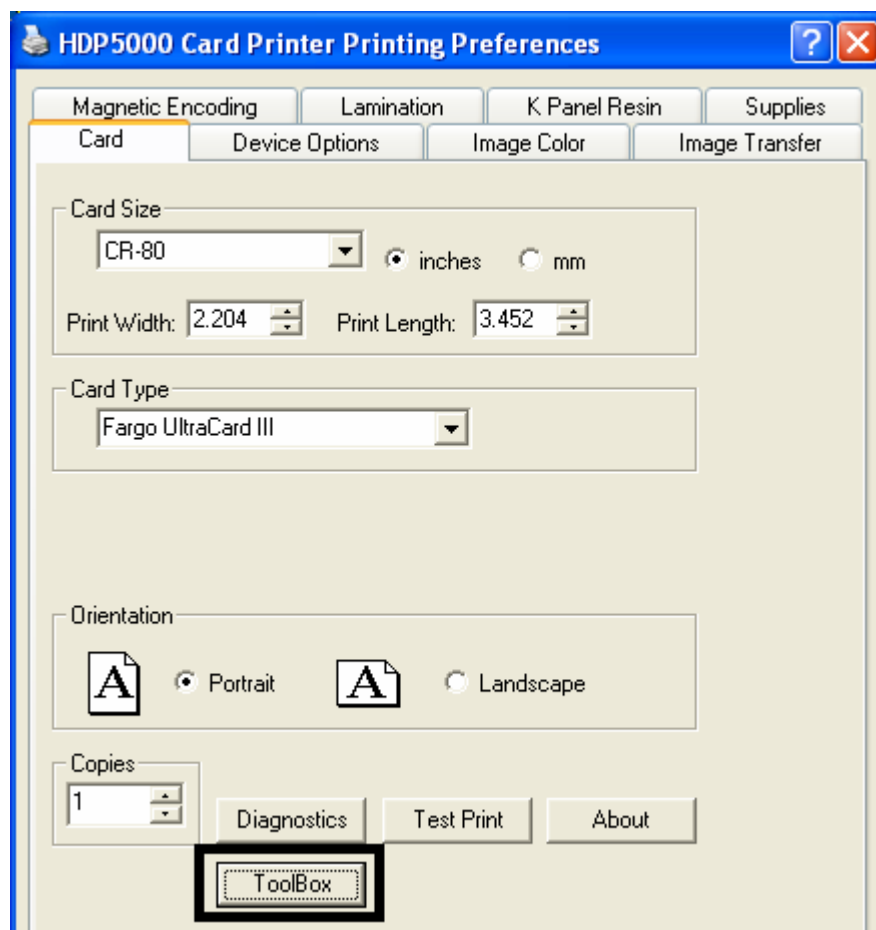 HDP5000 Card Printer Printing Preferences
Magnetic Encoding Lamination K Panel Resin Supplies
Card Device Options Image Color Image Transfer
Card Size
CR-80 inches mm
Print Width: 2.204 Print Length: 3.452
Card Type
Fargo UltraCard III
Orientation
A Portrait A Landscape
Copies
1
Diagnostics Test Print About
ToolBox